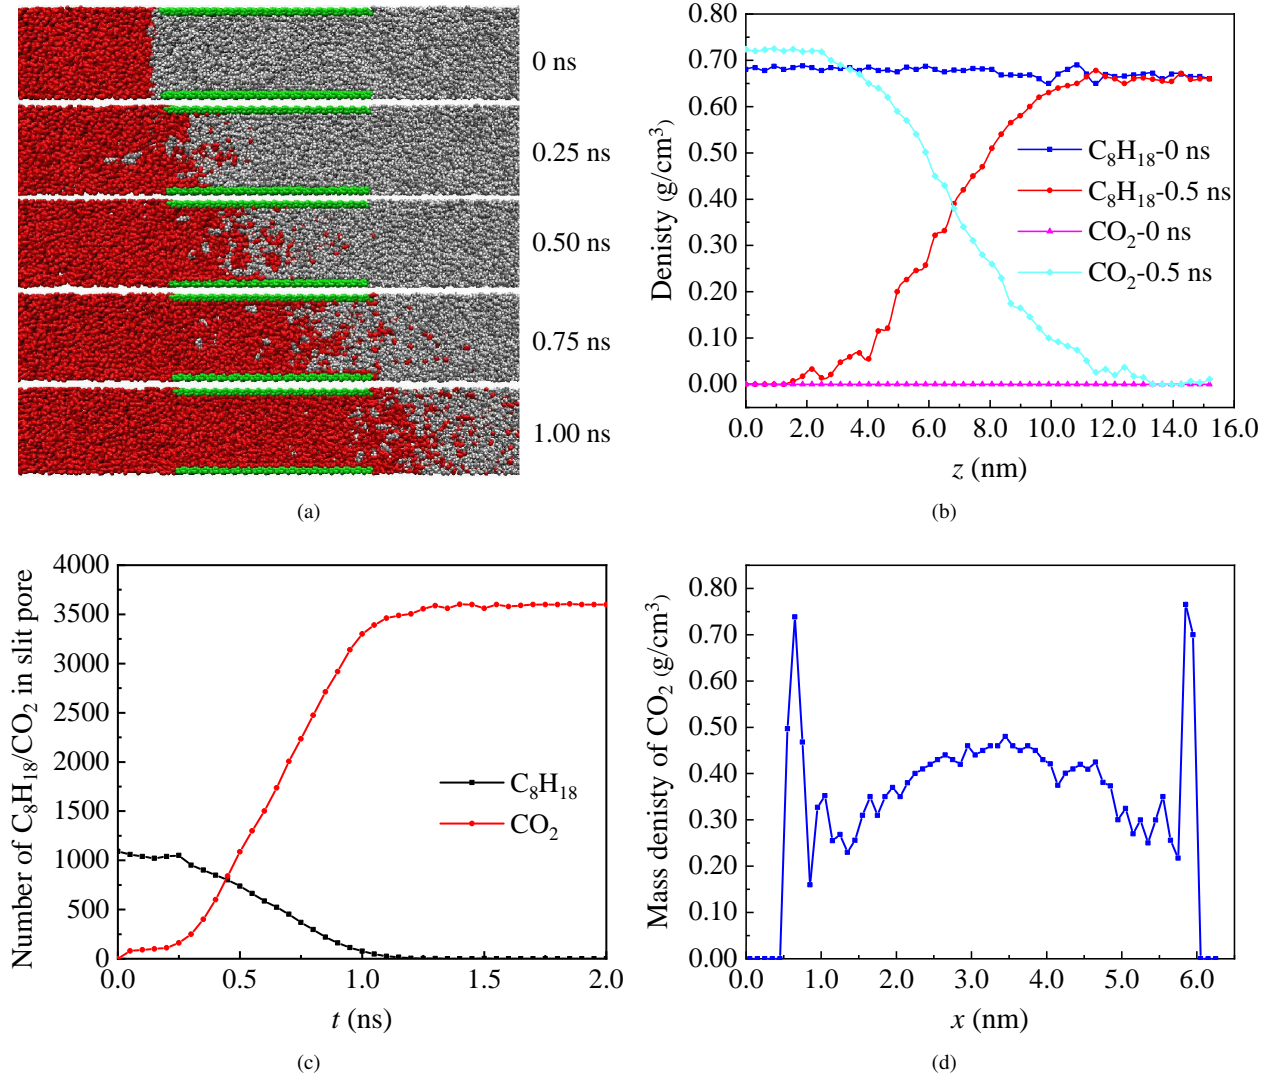 0 ns
0.25 ns
0.50 ns
0.75 ns
1.00 ns
(a)
0.80
0.70
0.60
0.50
0.40
0.30
0.20
0.10
0.00
Denisty (g/cm³)
C₈H₁₈-0 ns
C₈H₁₈-0.5 ns
CO₂-0 ns
CO₂-0.5 ns
0.0 2.0 4.0 6.0 8.0 10.0 12.0 14.0 16.0
z (nm)
(b)
4000
3500
3000
2500
2000
1500
1000
500
0
Number of C₈H₁₈/CO₂ in slit pore
C₈H₁₈
CO₂
0.0 0.5 1.0 1.5 2.0
t (ns)
(c)
0.80
0.70
0.60
0.50
0.40
0.30
0.20
0.10
0.00
Mass denisty of CO₂ (g/cm³)
0.0 1.0 2.0 3.0 4.0 5.0 6.0
x (nm)
(d)